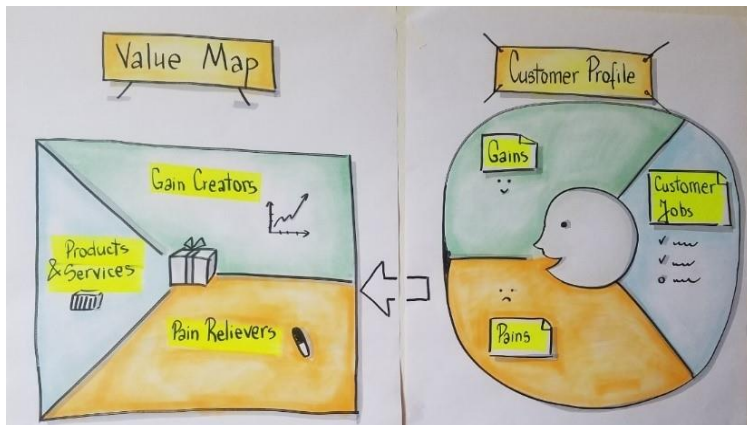 Value Map
Gain Creators
Products
& Services
Pain Relievers
Customer Profile
Gains
Customer
Jobs
Pains